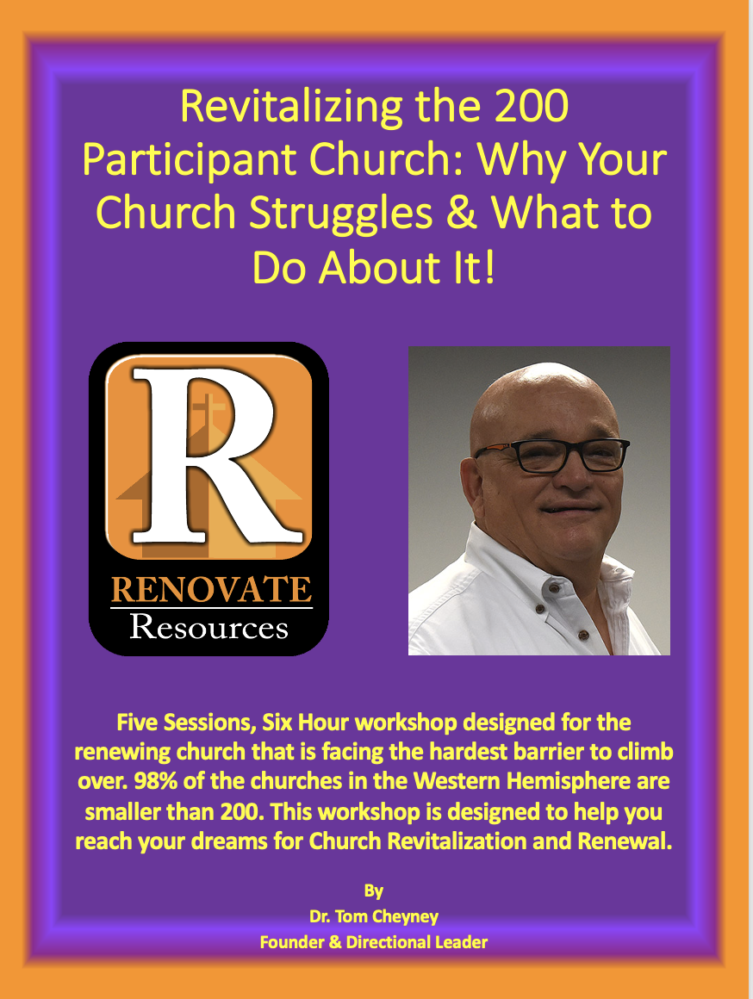 Revitalizing the 200
Participant Church: Why Your
Church Struggles & What to
Do About It!
R
RENOVATE
Resources
Five Sessions, Six Hour workshop designed for the
renewing church that is facing the hardest barrier to climb
over. 98% of the churches in the Western Hemisphere are
smaller than 200. This workshop is designed to help you
reach your dreams for Church Revitalization and Renewal.
By
Dr. Tom Cheyney
Founder & Directional Leader